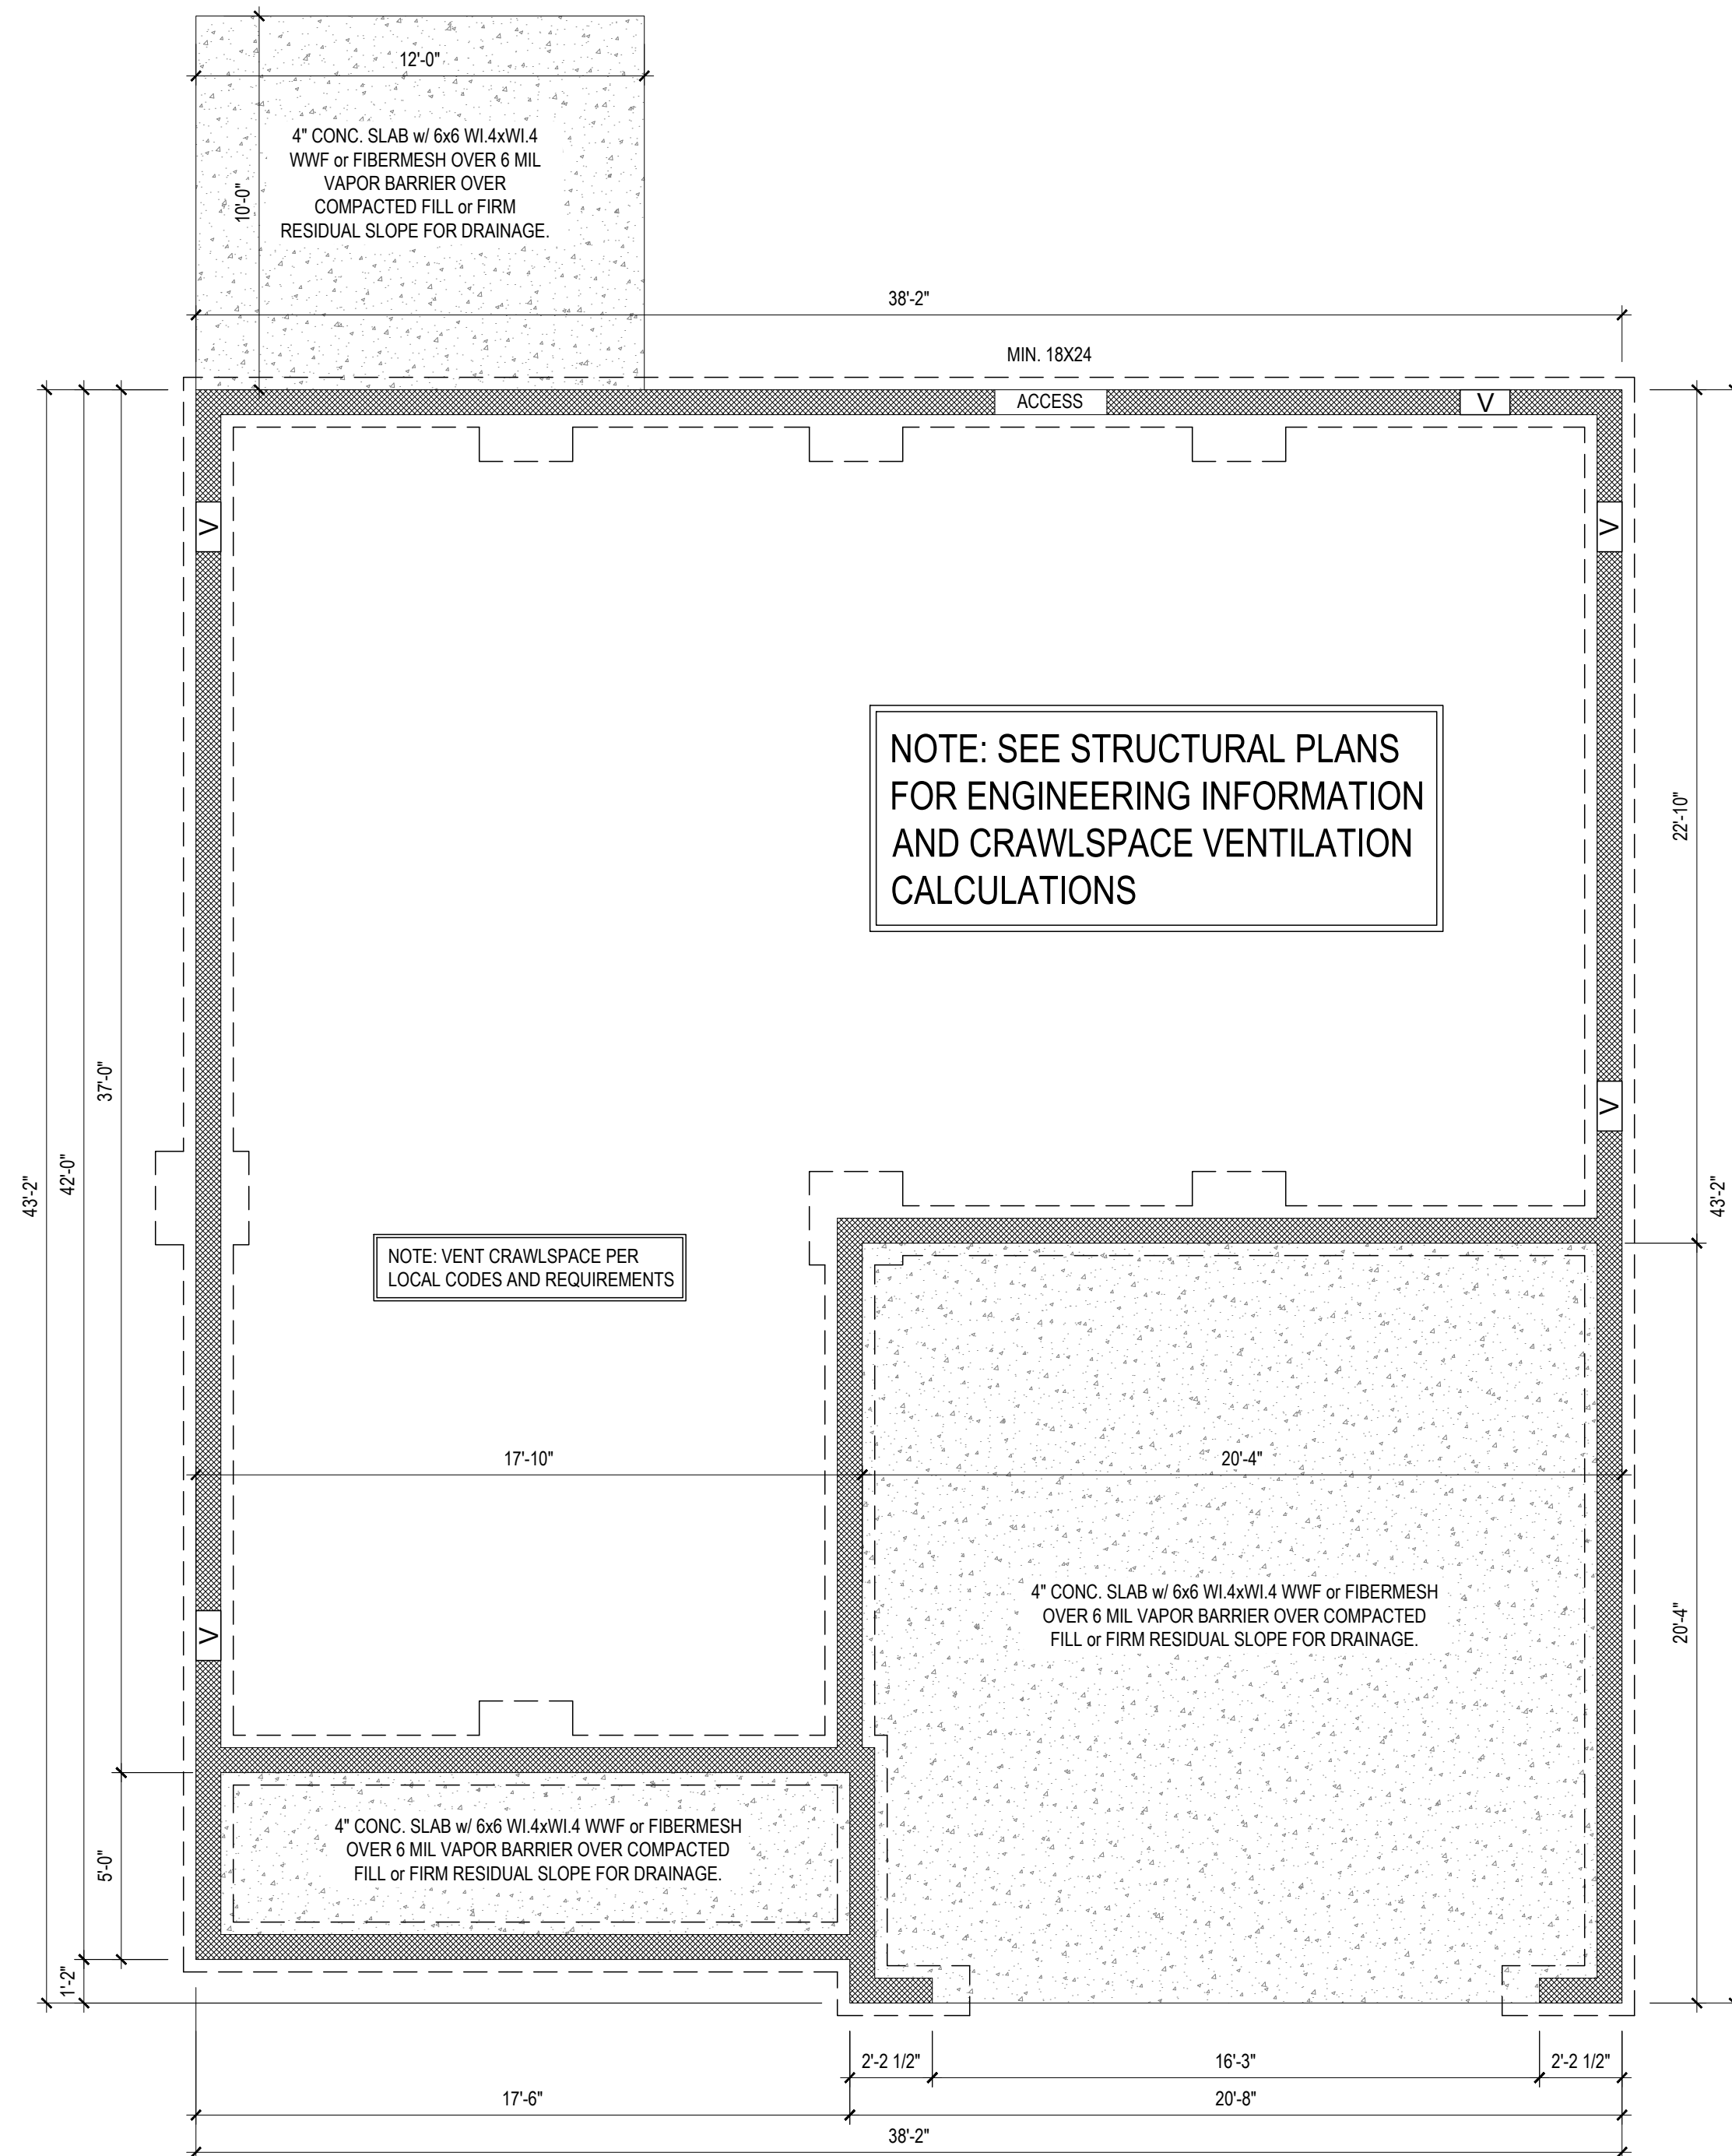 12'-0"
4" CONC. SLAB w/ 6x6 WI.4xWI.4
WWF or FIBERMESH OVER 6 MIL
VAPOR BARRIER OVER
COMPACTED FILL or FIRM
RESIDUAL SLOPE FOR DRAINAGE.
10'-0"
38'-2"
MIN. 18X24
ACCESS
V
V
V
NOTE: SEE STRUCTURAL PLANS
FOR ENGINEERING INFORMATION
AND CRAWLSPACE VENTILATION
CALCULATIONS
22'-10"
37'-0"
V
42'-0"
43'-2"
43'-2"
NOTE: VENT CRAWLSPACE PER
LOCAL CODES AND REQUIREMENTS
17'-10"
20'-4"
4" CONC. SLAB w/ 6x6 WI.4xWI.4 WWF or FIBERMESH
OVER 6 MIL VAPOR BARRIER OVER COMPACTED
FILL or FIRM RESIDUAL SLOPE FOR DRAINAGE.
20'-4"
V
4" CONC. SLAB w/ 6x6 WI.4xWI.4 WWF or FIBERMESH
OVER 6 MIL VAPOR BARRIER OVER COMPACTED
FILL or FIRM RESIDUAL SLOPE FOR DRAINAGE.
5'-0"
1'-2"
2'-2 1/2"
16'-3"
2'-2 1/2"
17'-6"
20'-8"
38'-2"